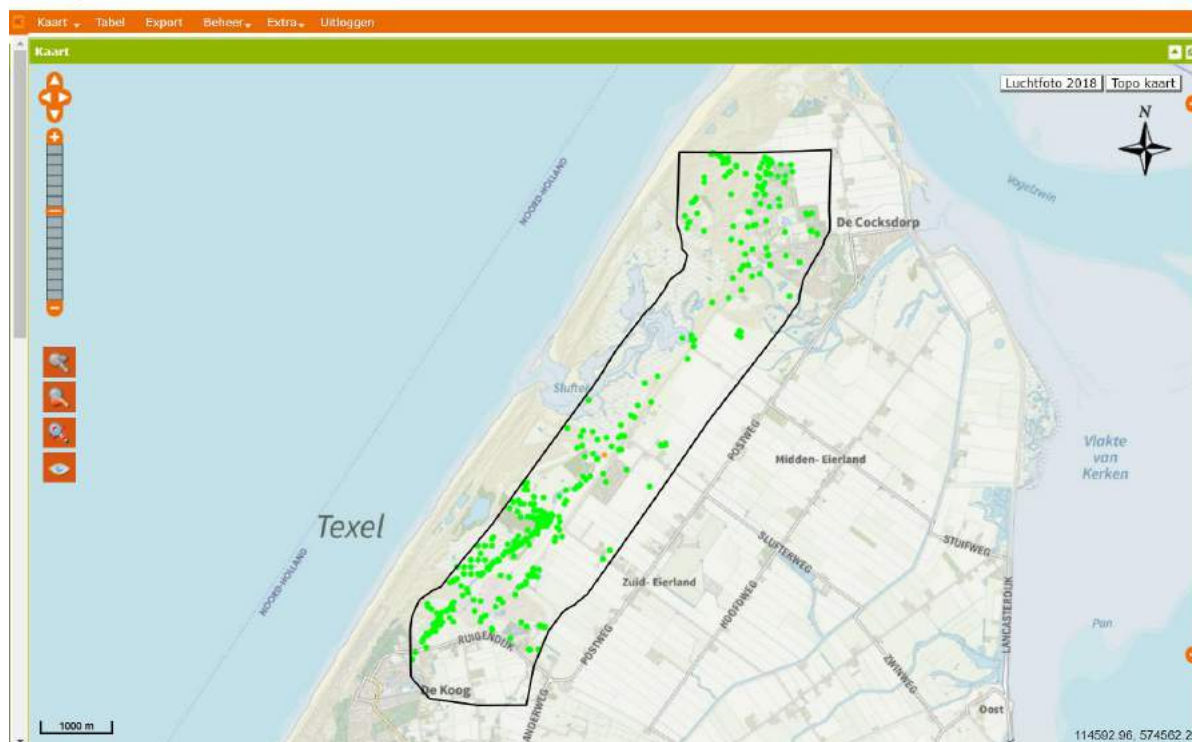 Kaart Tabel Export Beheer Extra Uitloggen
Kaart
Luchtfoto 2018 Topo kaart
N
NOORD-HOLLAND
Vogelzwin
De Cocksdorp
Slufter
POSTWEG
Vlakte
van
Kerken
Midden- Eierland
Texel
SLUFTERWEG
STUIFWEG
NOORD-HOLLAND
Zuid- Eierland
HOOFDWEG
LANCASTERDIJK
Pan
RUIGENDIJK
POSTWEG
ZWINWEG
De Koog
ANDERWEG
Oost
1000 m
114592.96, 574562.2